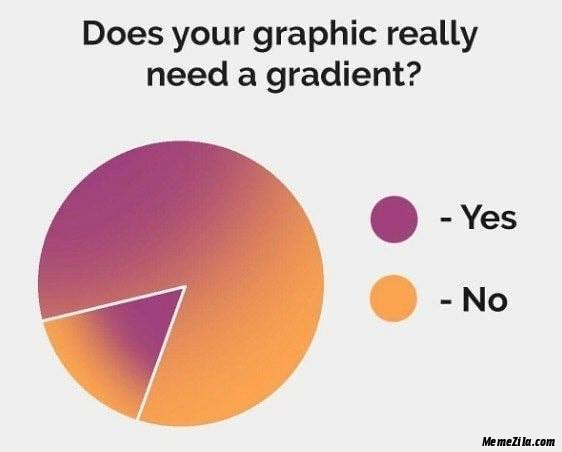 Does your graphic really
need a gradient?
- Yes
- No
MemeZila.com